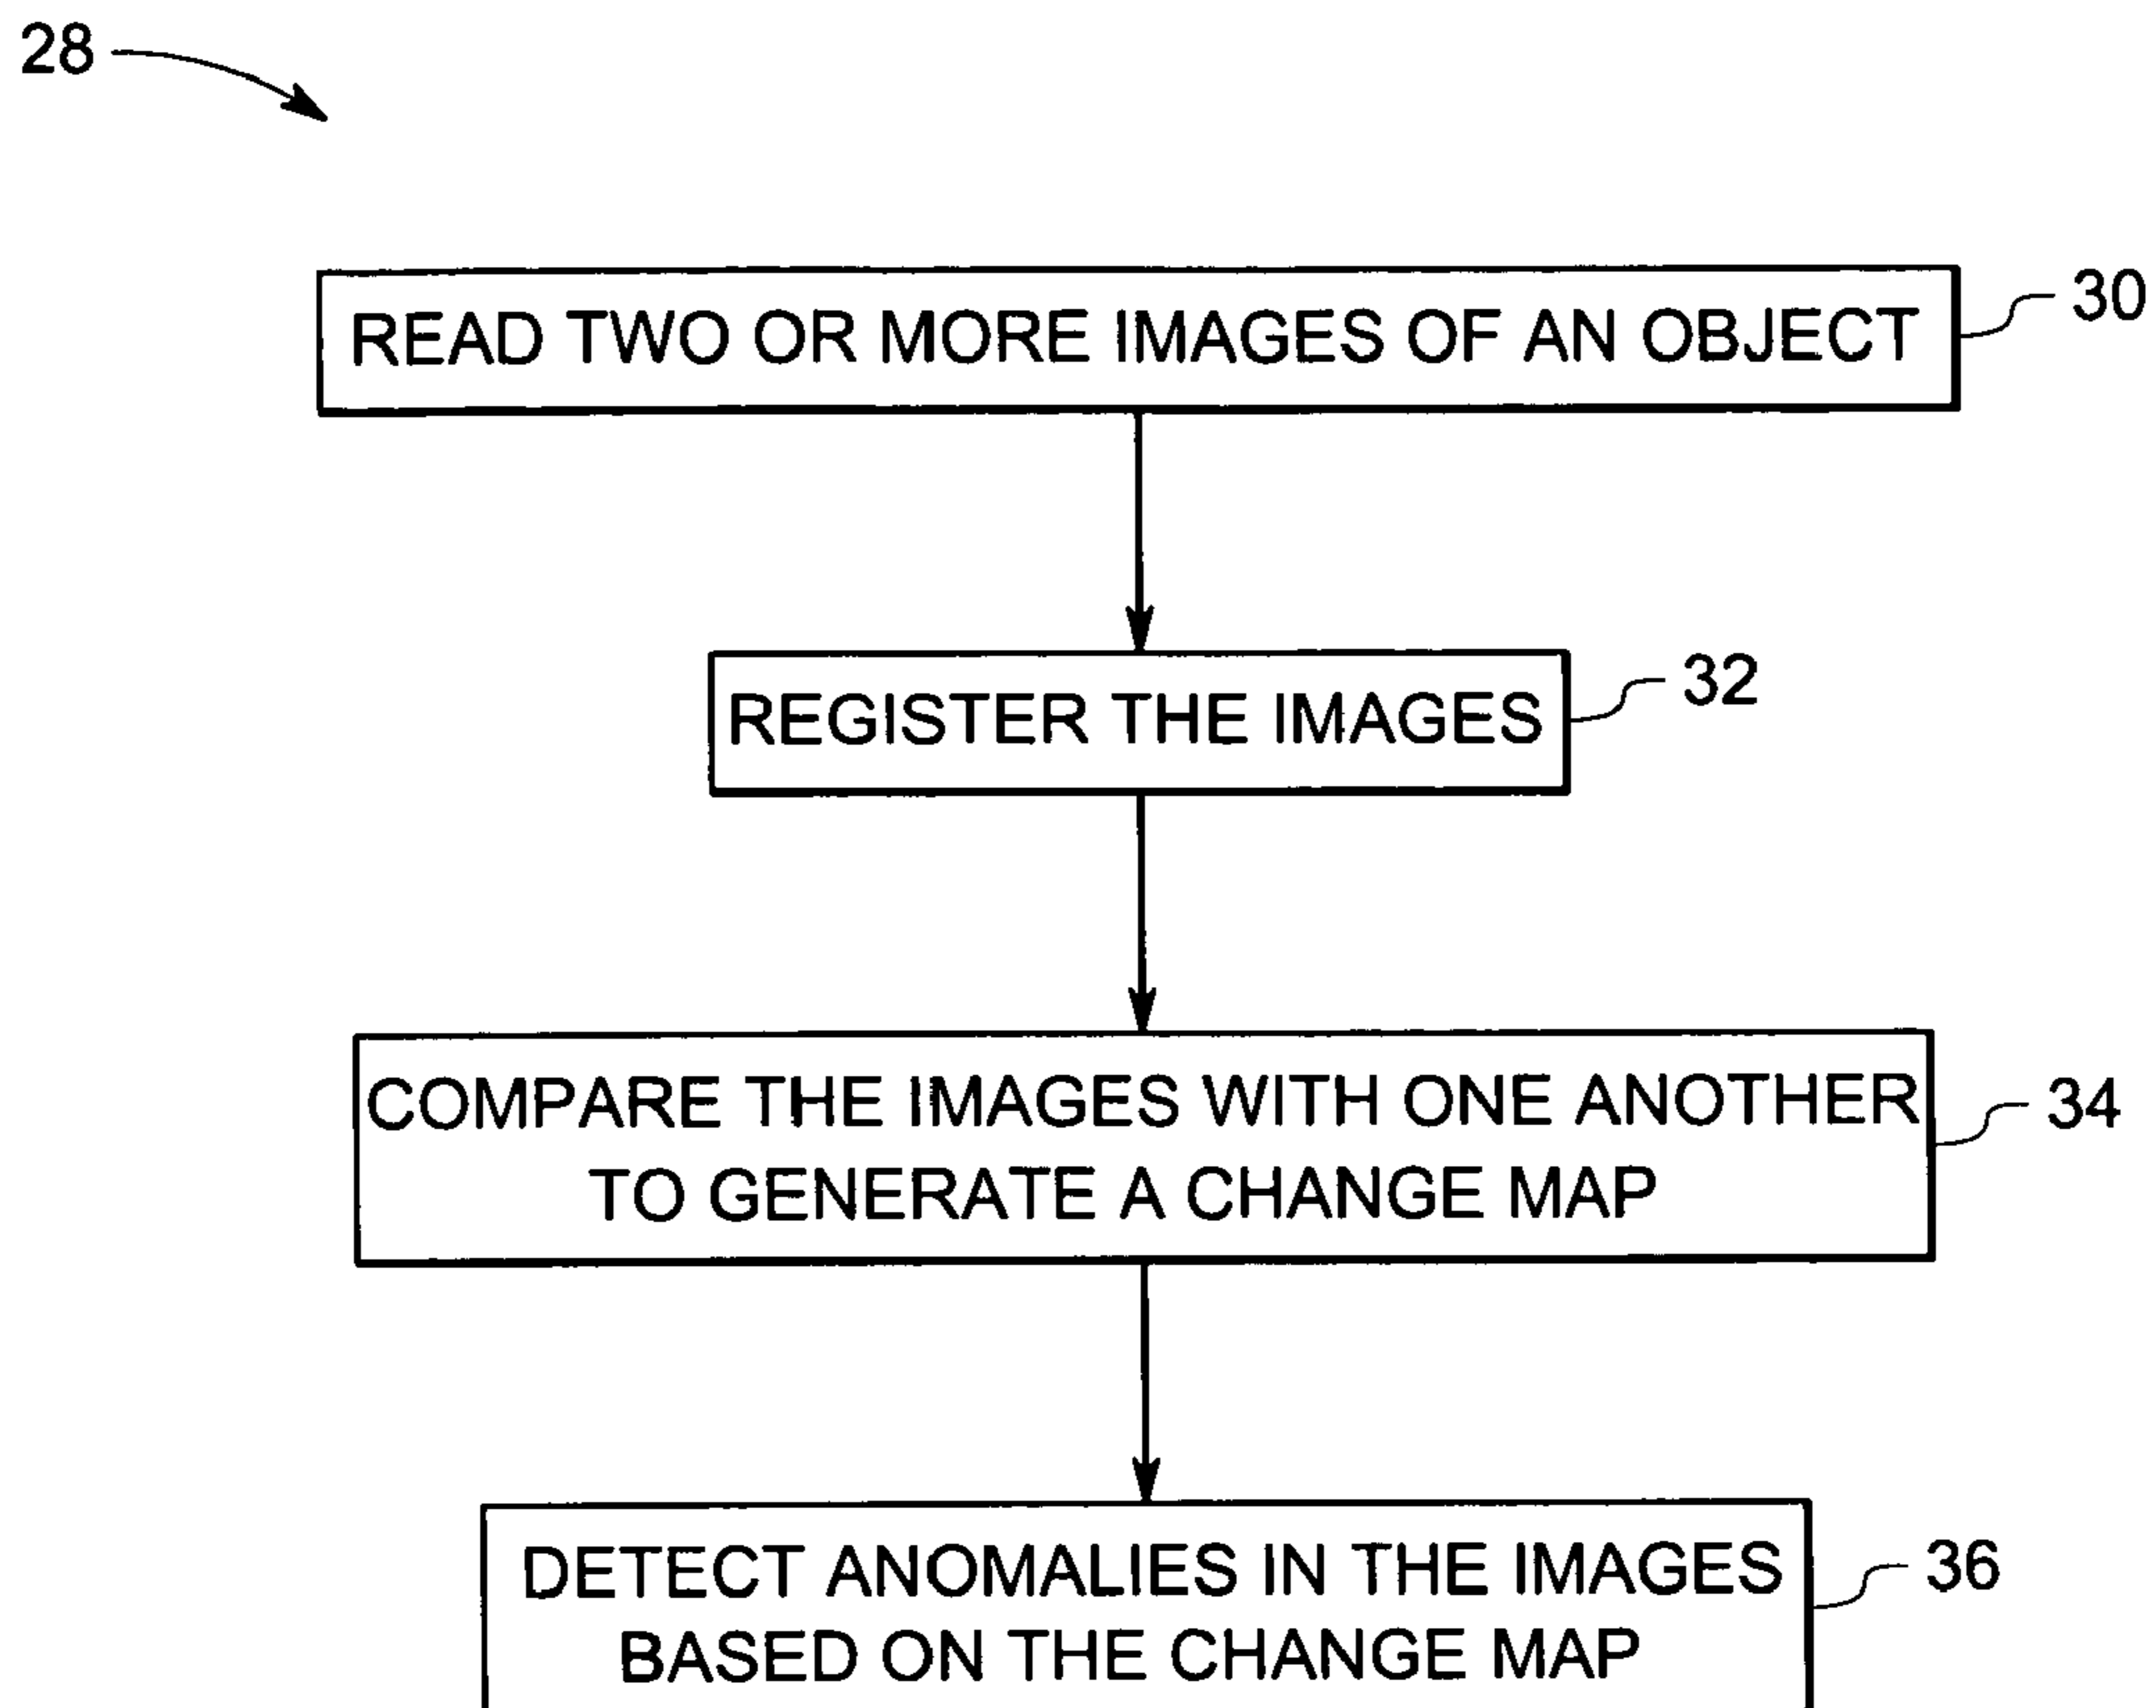 28
READ TWO OR MORE IMAGES OF AN OBJECT
30
REGISTER THE IMAGES
32
COMPARE THE IMAGES WITH ONE ANOTHER
34
TO GENERATE A CHANGE MAP
DETECT ANOMALIES IN THE IMAGES
36
BASED ON THE CHANGE MAP